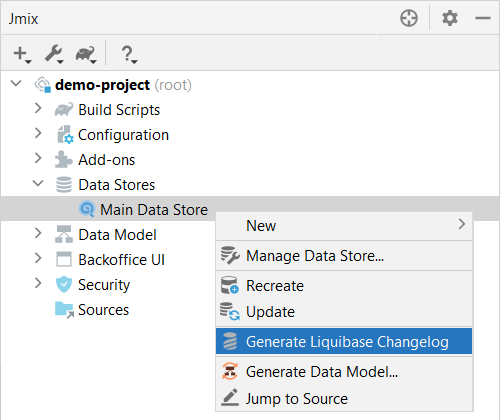 Jmix
demo-project (root)
Build Scripts
Configuration
Add-ons
Data Stores
Main Data Store
Data Model
Backoffice UI
Security
Sources
New
Manage Data Store...
Recreate
Update
Generate Liquibase Changelog
Generate Data Model...
Jump to Source